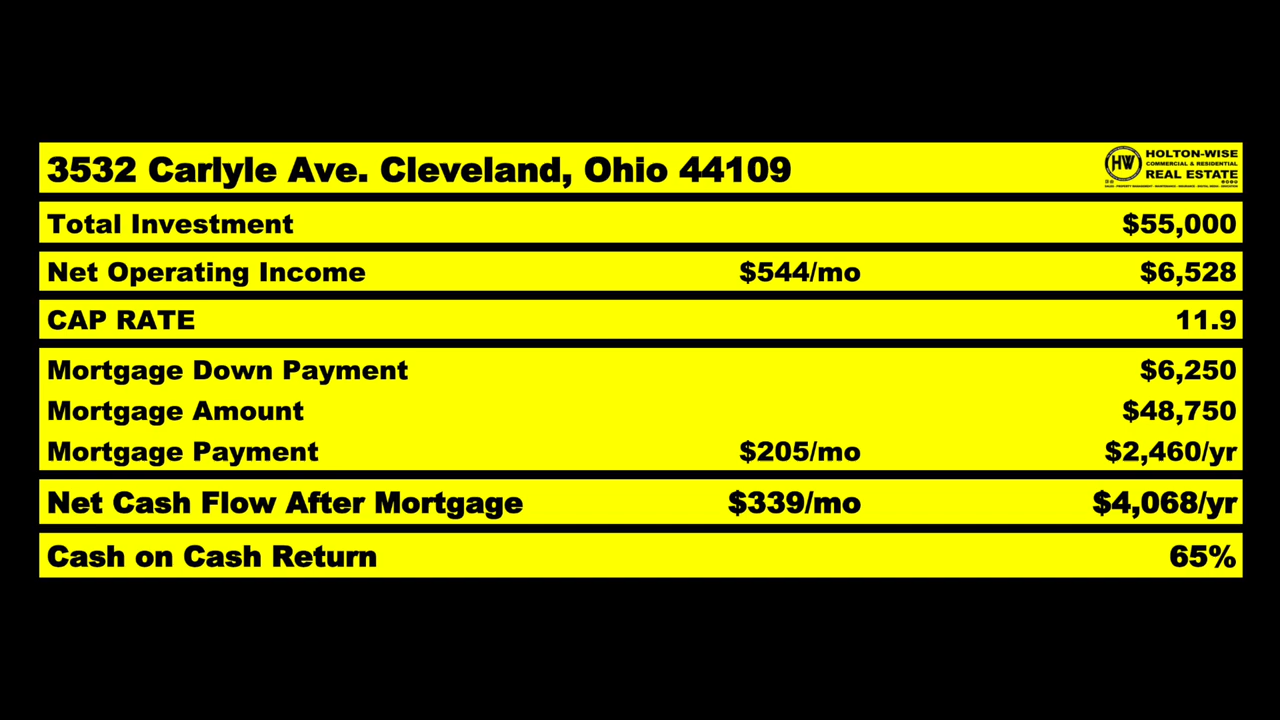 3532 Carlyle Ave. Cleveland, Ohio 44109
HW
HOLTON-WISE
COMMERCIAL & RESIDENTIAL
REAL ESTATE
Total Investment $55,000
Net Operating Income $544/mo $6,528
CAP RATE 11.9
Mortgage Down Payment $6,250
Mortgage Amount $48,750
Mortgage Payment $205/mo $2,460/yr
Net Cash Flow After Mortgage $339/mo $4,068/yr
Cash on Cash Return 65%